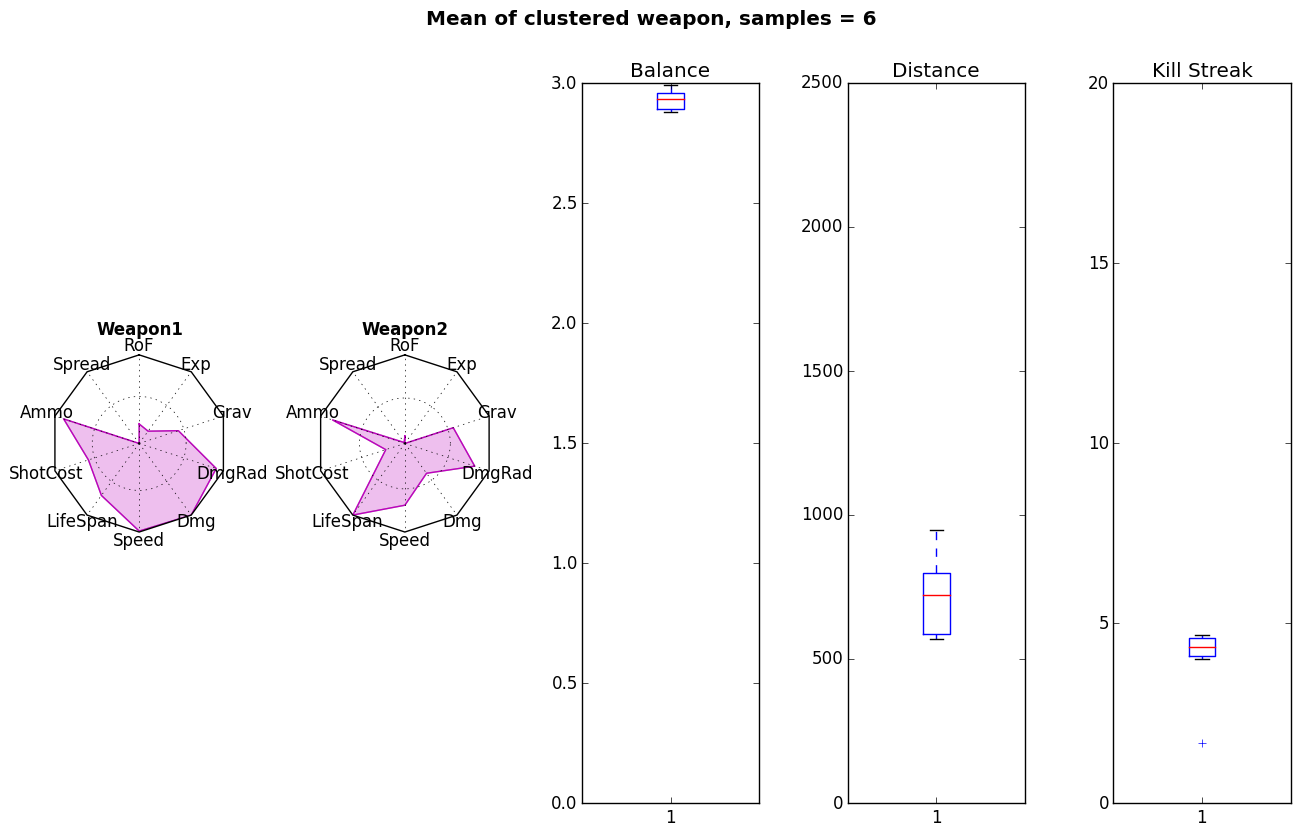 Mean of clustered weapon, samples = 6
Weapon1
RoF
Exp
Grav
DmgRad
Dmg
Speed
LifeSpan
ShotCost
Ammo
Spread
Weapon2
RoF
Exp
Grav
DmgRad
Dmg
Speed
LifeSpan
ShotCost
Ammo
Spread
Balance
3.0
2.5
2.0
1.5
1.0
0.5
0.0
1
Distance
2500
2000
1500
1000
500
0
1
Kill Streak
20
15
10
5
0
1